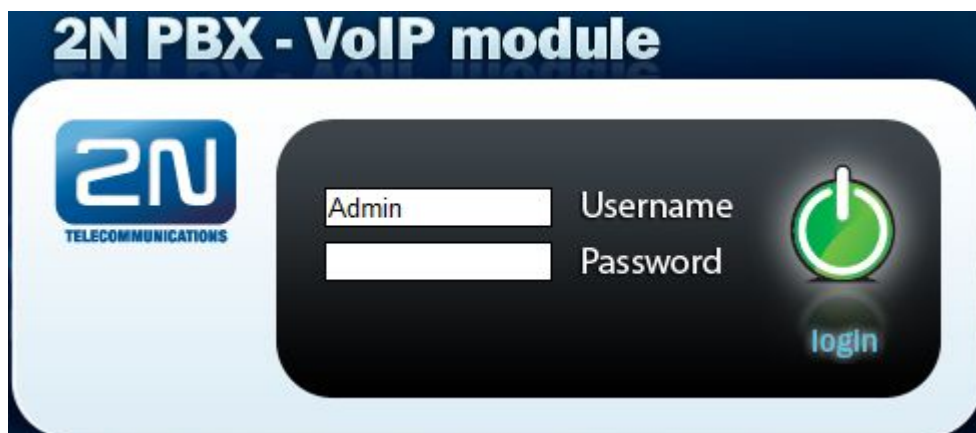 2N PBX - VoIP module
2N
TELECOMMUNICATIONS
Admin Username
Password
login